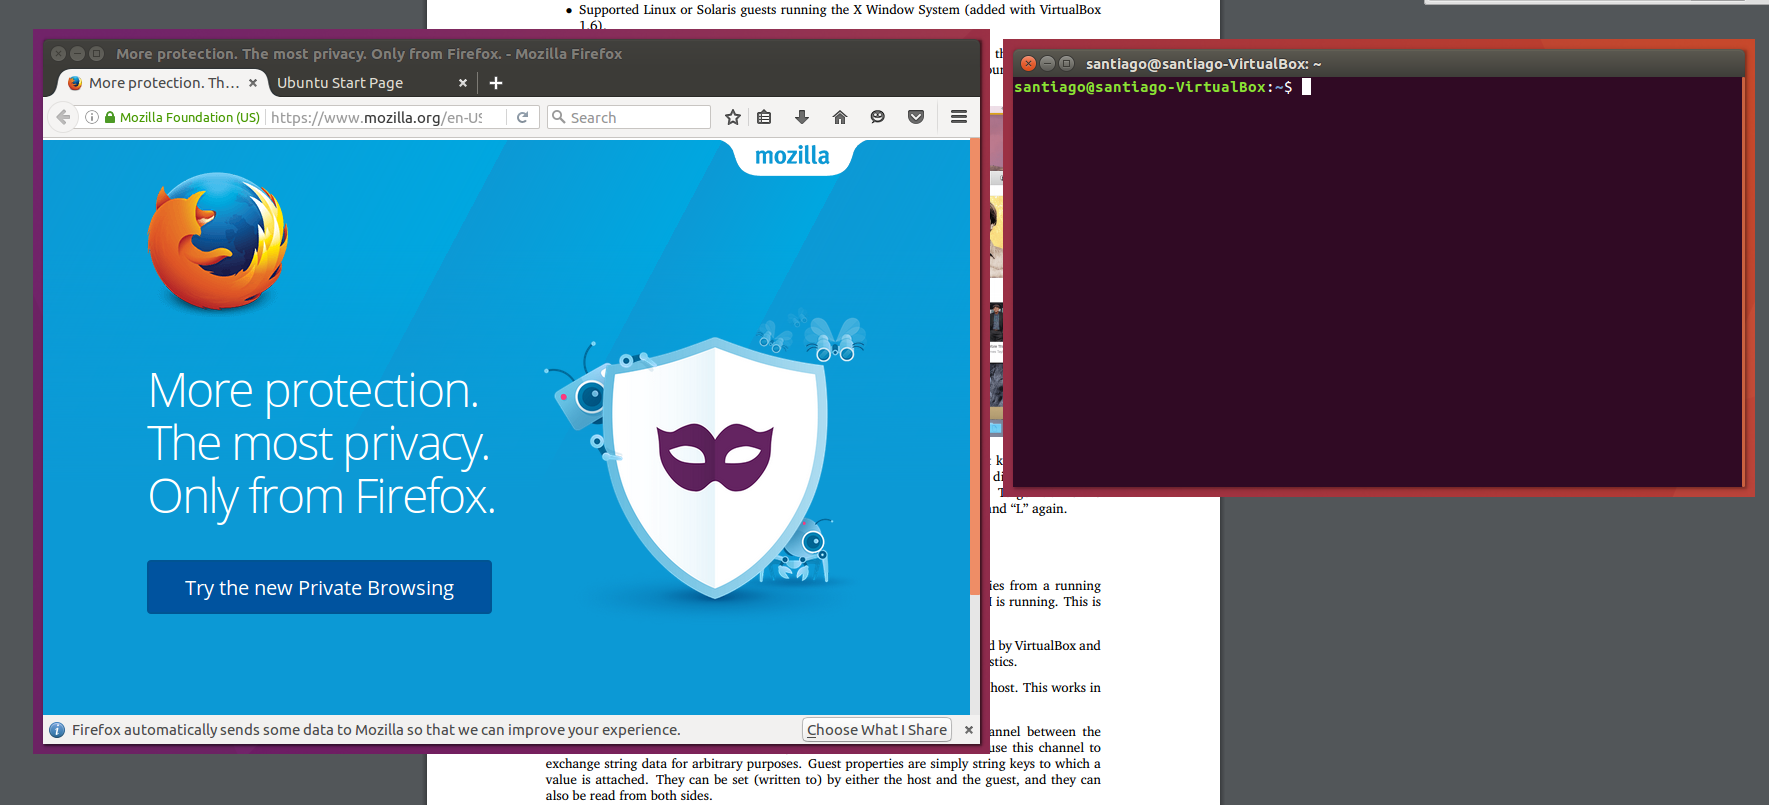 • Supported Linux or Solaris guests running the X Window System (added with VirtualBox
1.6).
More protection. The most privacy. Only from Firefox. - Mozilla Firefox
More protection. Th...
Ubuntu Start Page
Mozilla Foundation (US)
https://www.mozilla.org/en-US
Search
mozilla
More protection.
The most privacy.
Only from Firefox.
Try the new Private Browsing
Firefox automatically sends some data to Mozilla so that we can improve your experience.
Choose What I Share
santiago@santiago-VirtualBox: ~
santiago@santiago-VirtualBox:~$
and “L” again.
from a running
is running. This is
by VirtualBox and
host. This works in
between the
use this channel to
exchange string data for arbitrary purposes. Guest properties are simply string keys to which a
value is attached. They can be set (written to) by either the host and the guest, and they can
also be read from both sides.